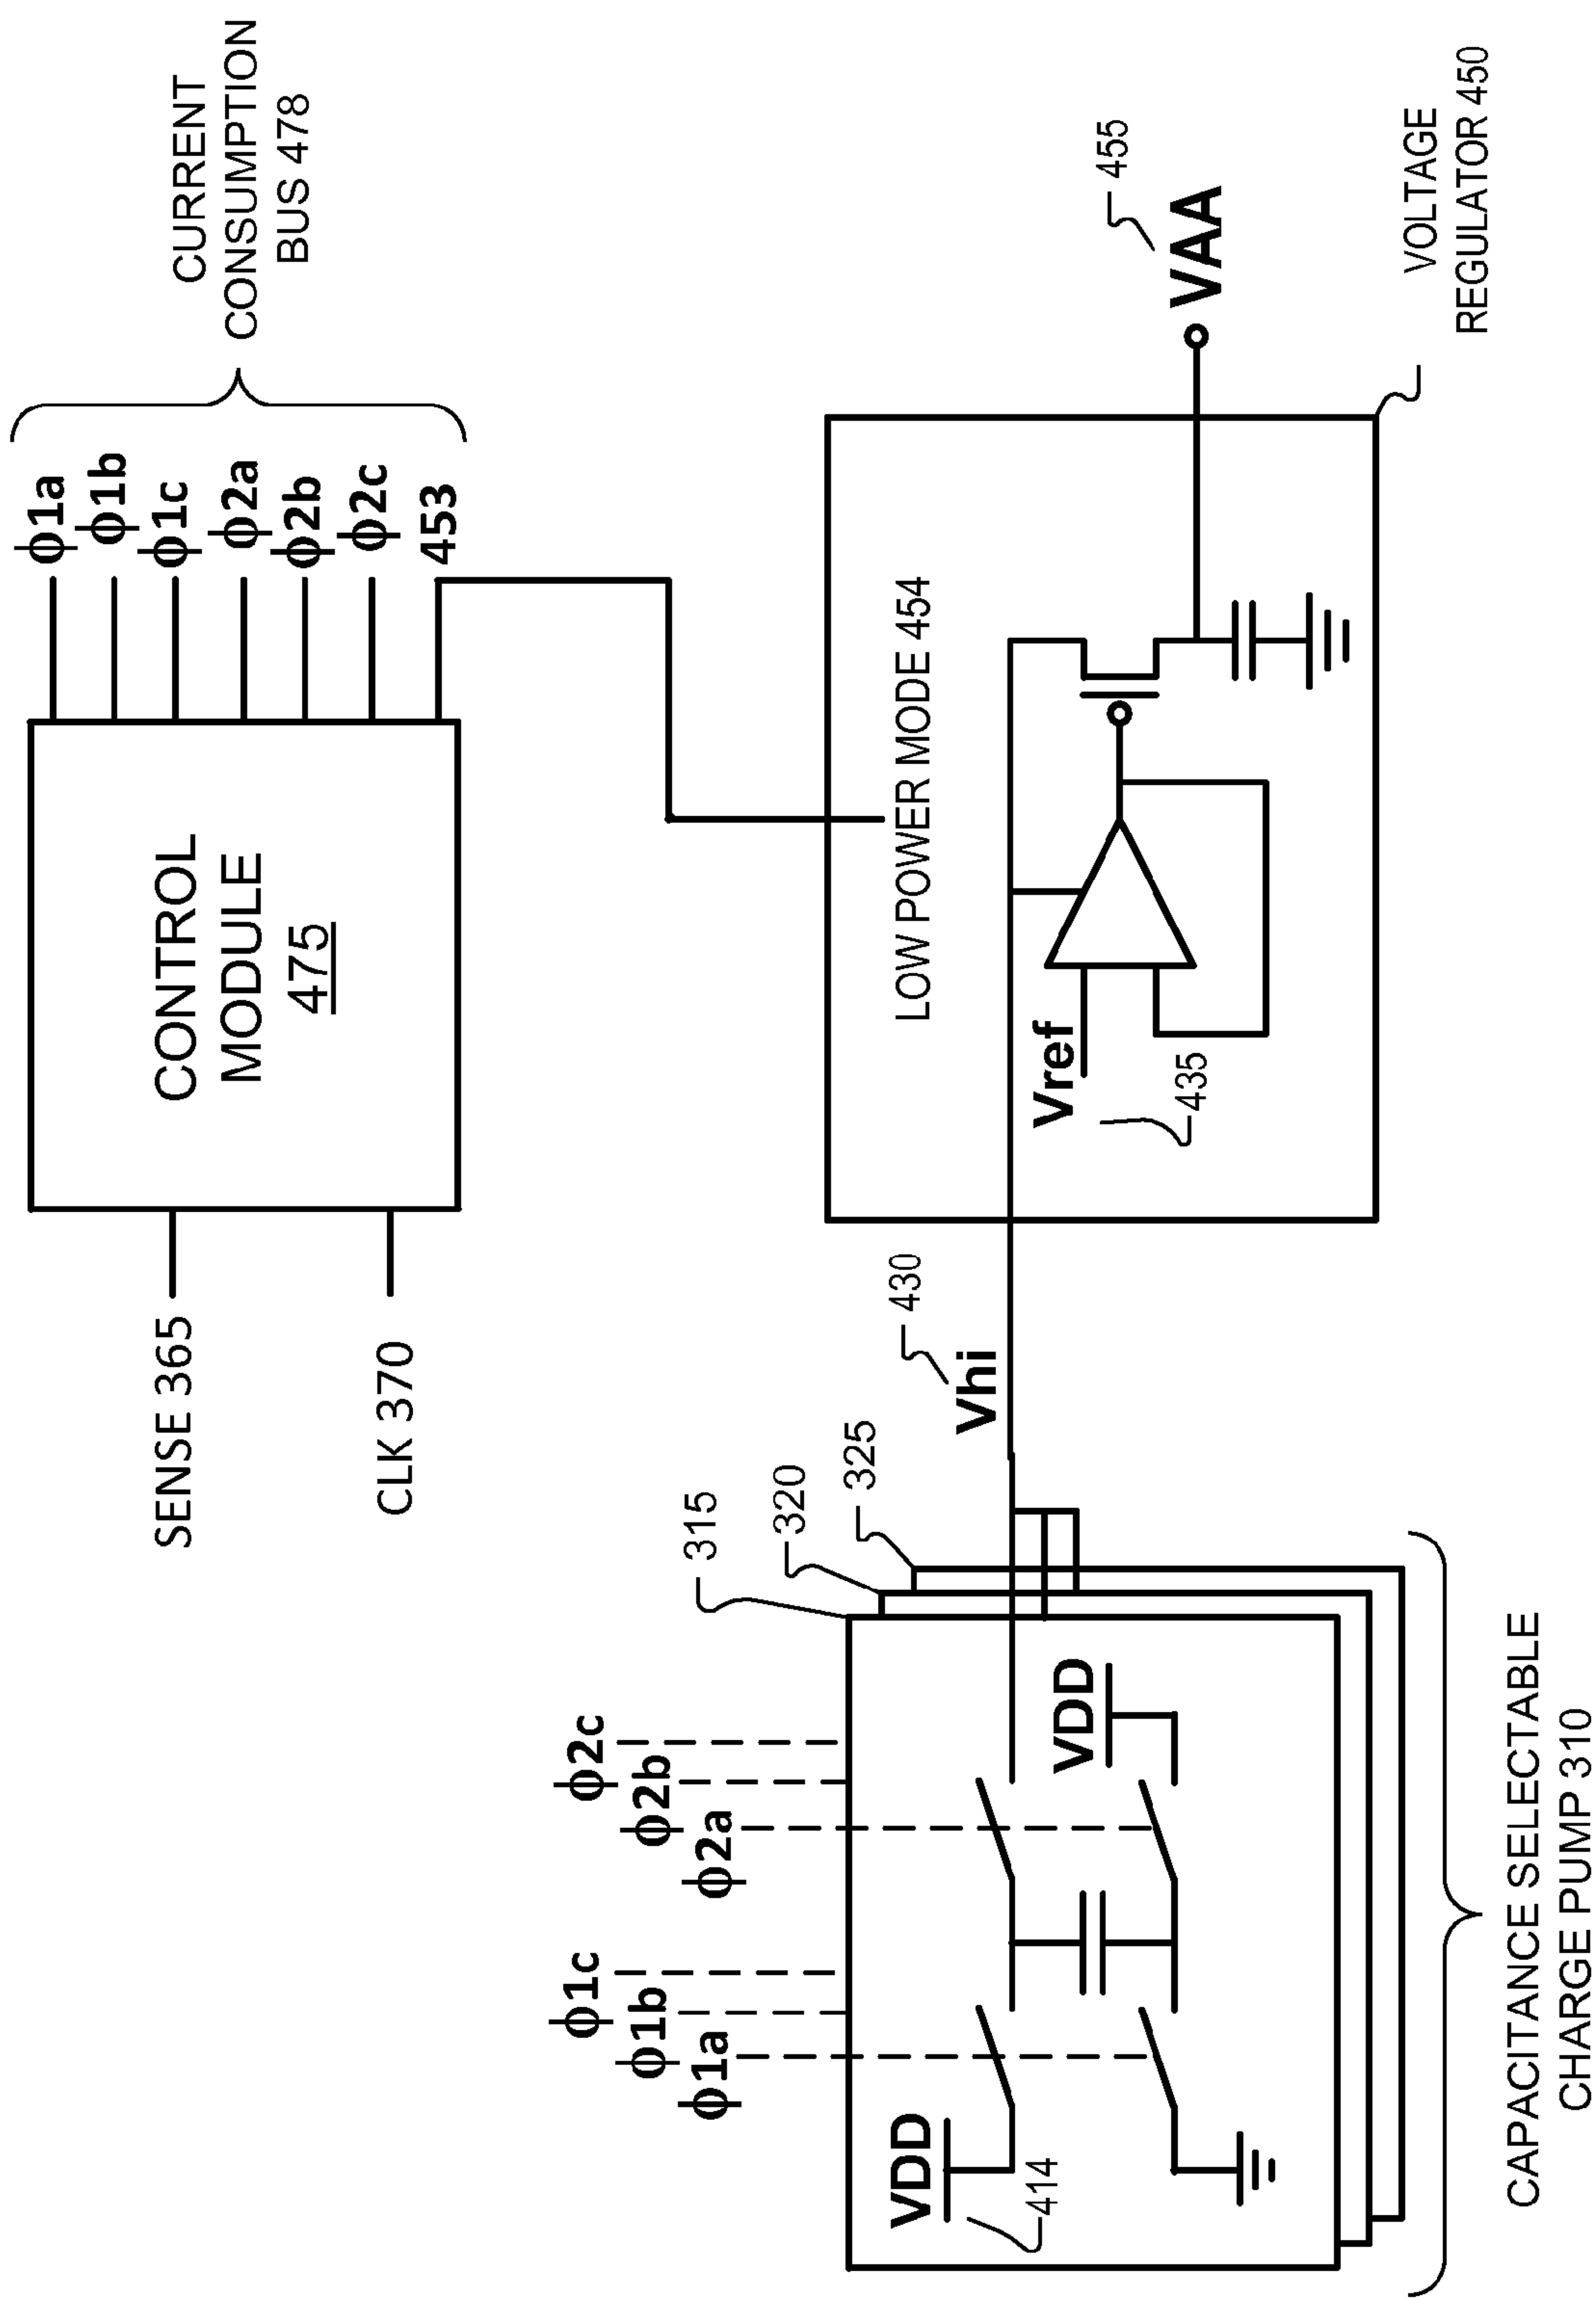 SENSE 365
CLK 370
CONTROL
MODULE
475
ϕ1a
ϕ1b
ϕ1c
ϕ2a
ϕ2b
ϕ2c
453
CURRENT
CONSUMPTION
BUS 478
ϕ1c
ϕ1b
ϕ1a
ϕ2c
ϕ2b
ϕ2a
315
320
325
VDD
414
VDD
Vhi
430
LOW POWER MODE 454
Vref
435
VAA
455
VOLTAGE
REGULATOR 450
CAPACITANCE SELECTABLE
CHARGE PUMP 310